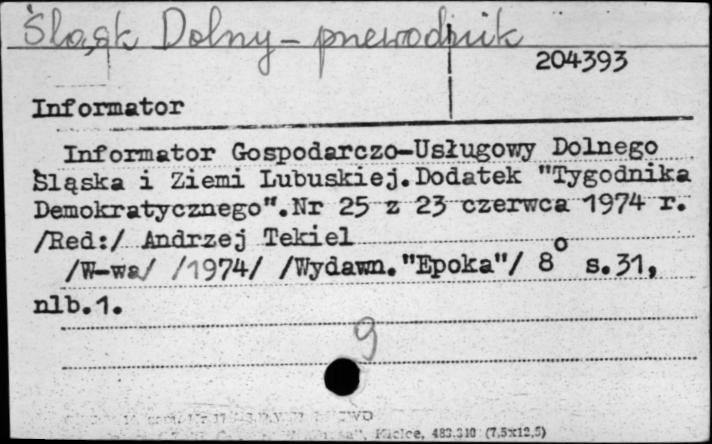 Śląsk Dolny - przewodnik
204393
Informator
Informator Gospodarczo-Usługowy Dolnego
Śląska i Ziemi Lubuskiej.Dodatek "Tygodnika
Demokratycznego".Nr 25 z 23 czerwca 1974 r.
/Red:/ Andrzej Tekiel
/W-wa/ /1974/ /Wydawn."Epoka"/ 8° s.31,
nlb.1.
9
Kielce, 483.310 (7,5x12,5)